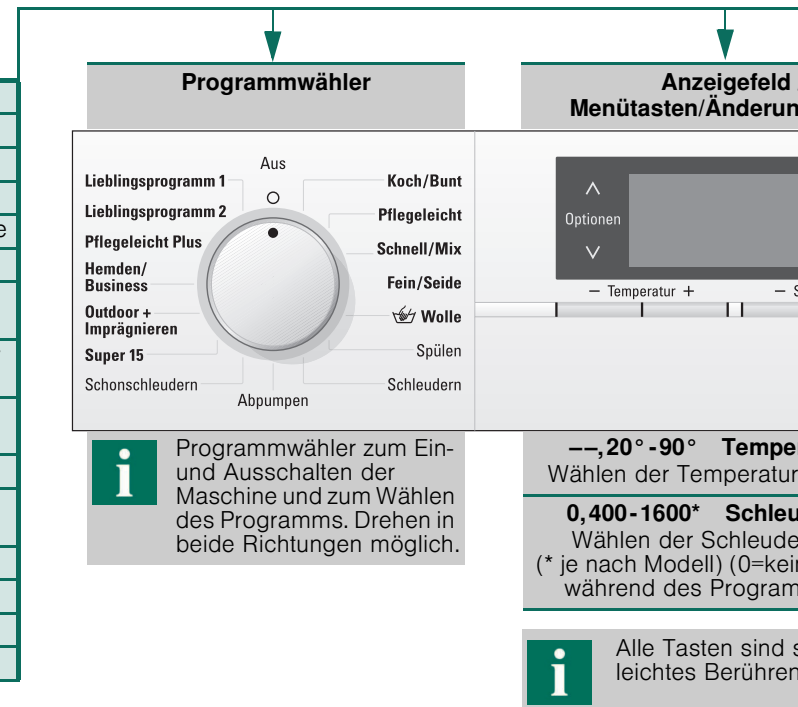 Programmwähler
Anzeigefeld
Menütasten/Änderun
e
Aus
Lieblingsprogramm 1
Lieblingsprogramm 2
Pflegeleicht Plus
Hemden/
Business
Outdoor +
Imprägnieren
Super 15
Schonschleudern
Abpumpen
Koch/Bunt
Pflegeleicht
Schnell/Mix
Fein/Seide
Wolle
Spülen
Schleudern
Optionen
− Temperatur +
− S
i
Programmwähler zum Ein-
und Ausschalten der
Maschine und zum Wählen
des Programms. Drehen in
beide Richtungen möglich.
––, 20° - 90° Tempe
Wählen der Temperatur
0, 400 - 1600* Schleu
Wählen der Schleude
(* je nach Modell) (0=kei
während des Program
i
Alle Tasten sind s
leichtes Berühren